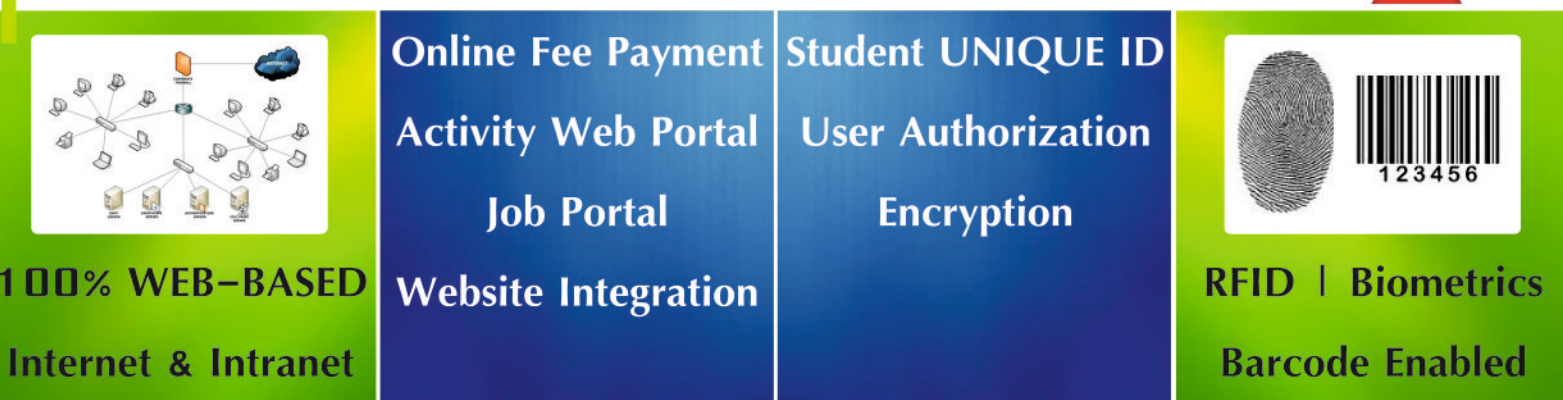 INTERNET
100% WEB-BASED
Internet & Intranet
Online Fee Payment
Activity Web Portal
Job Portal
Website Integration
Student UNIQUE ID
User Authorization
Encryption
123456
RFID | Biometrics
Barcode Enabled